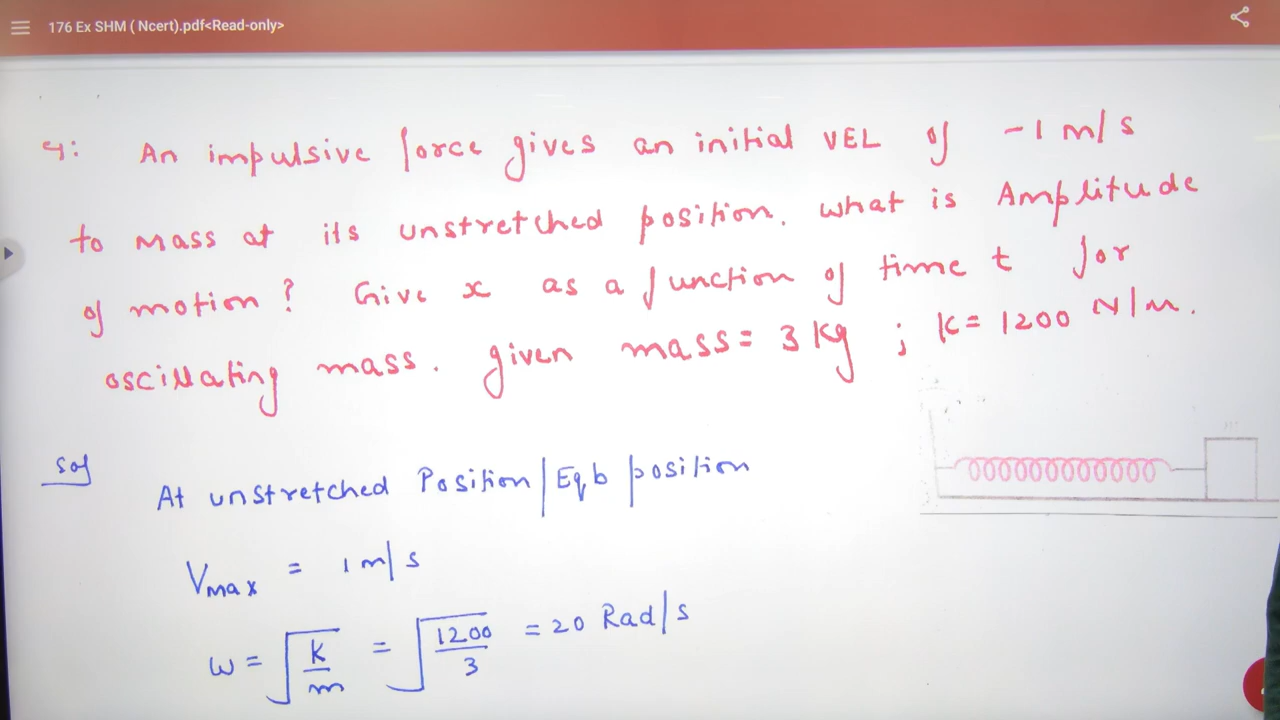 176 Ex SHM ( Ncert).pdf<Read-only>
4: An impulsive force gives an initial VEL of -1 m/s
to mass at its unstretched position. what is Amplitude
of motion? Give x as a function of time t for
oscillating mass. given mass = 3 kg ; K = 1200 N/m.
Sol
At unstretched Position/Eqb position
Vmax = 1 m/s
ω = √(k/m) = √(1200/3) = 20 Rad/s